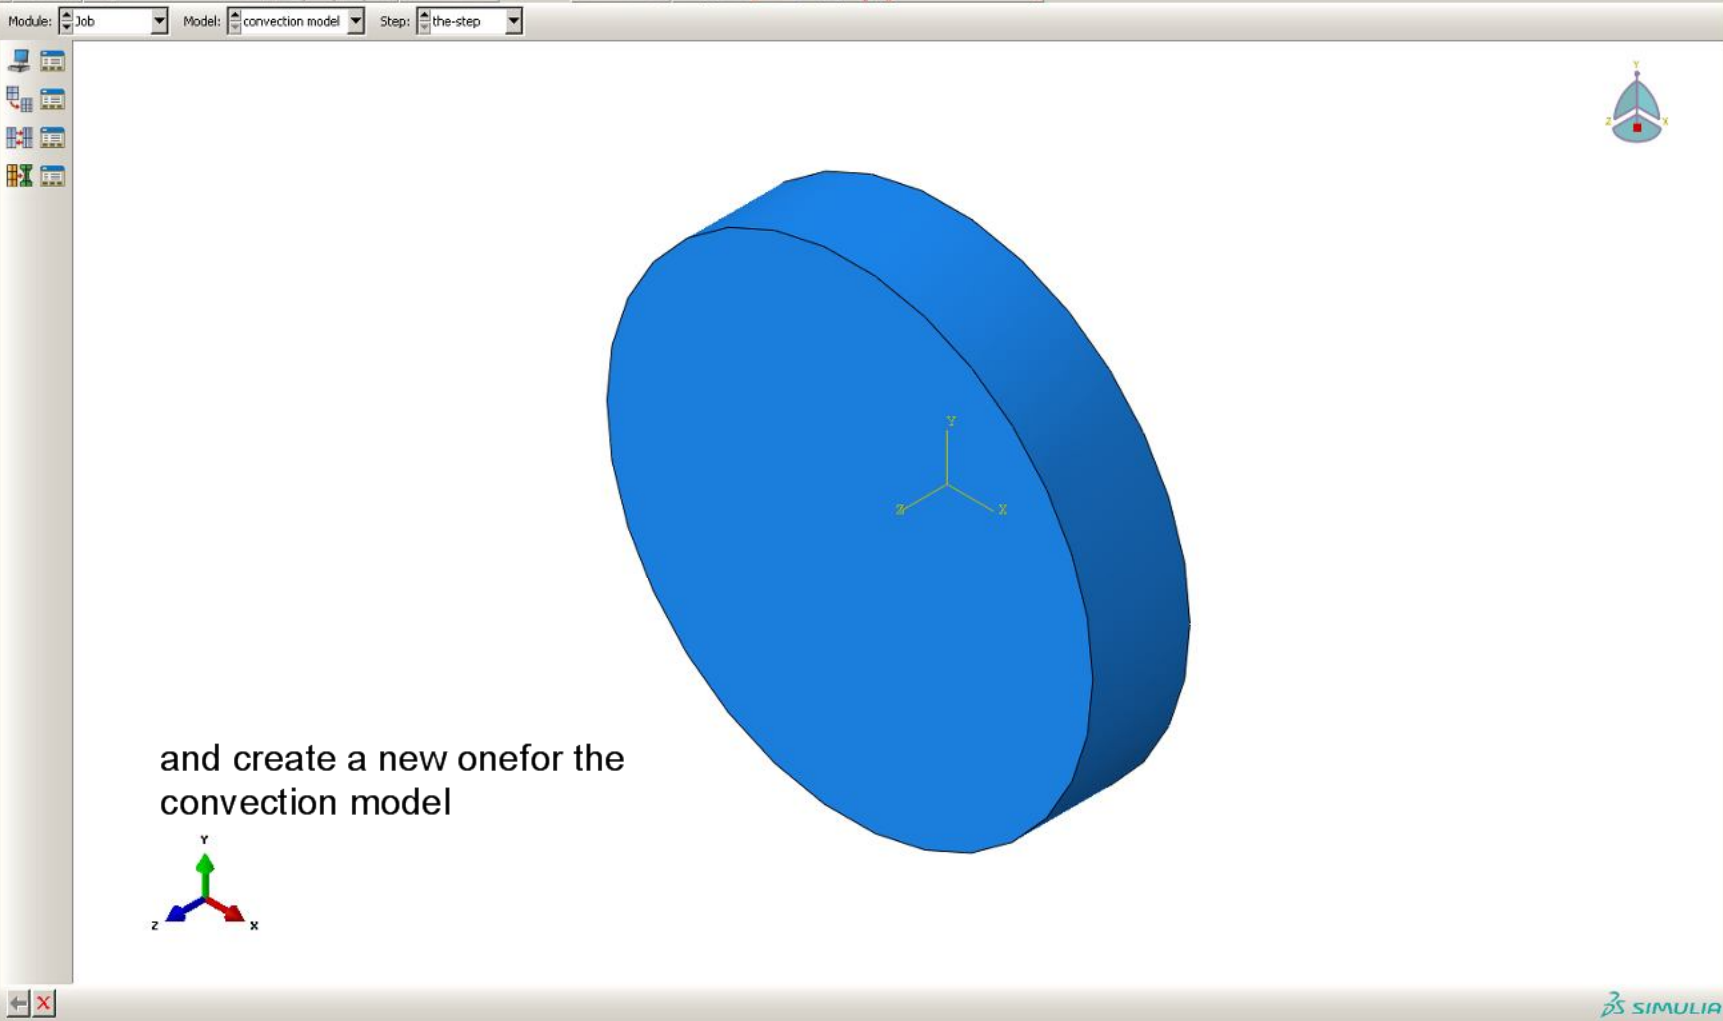 Module: Job Model: convection model Step: the-step
Y
Z X
Y
Z X
and create a new onefor the
convection model
Y
Z X
SIMULIA